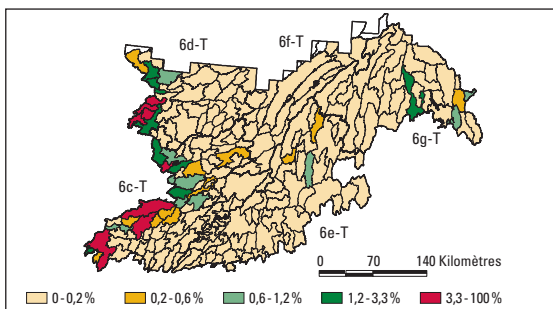 6d-T
6f-T
6g-T
6c-T
6e-T
0 70 140 Kilomètres
0 - 0,2 % 0,2 - 0,6 % 0,6 - 1,2 % 1,2 - 3,3 % 3,3 - 100 %